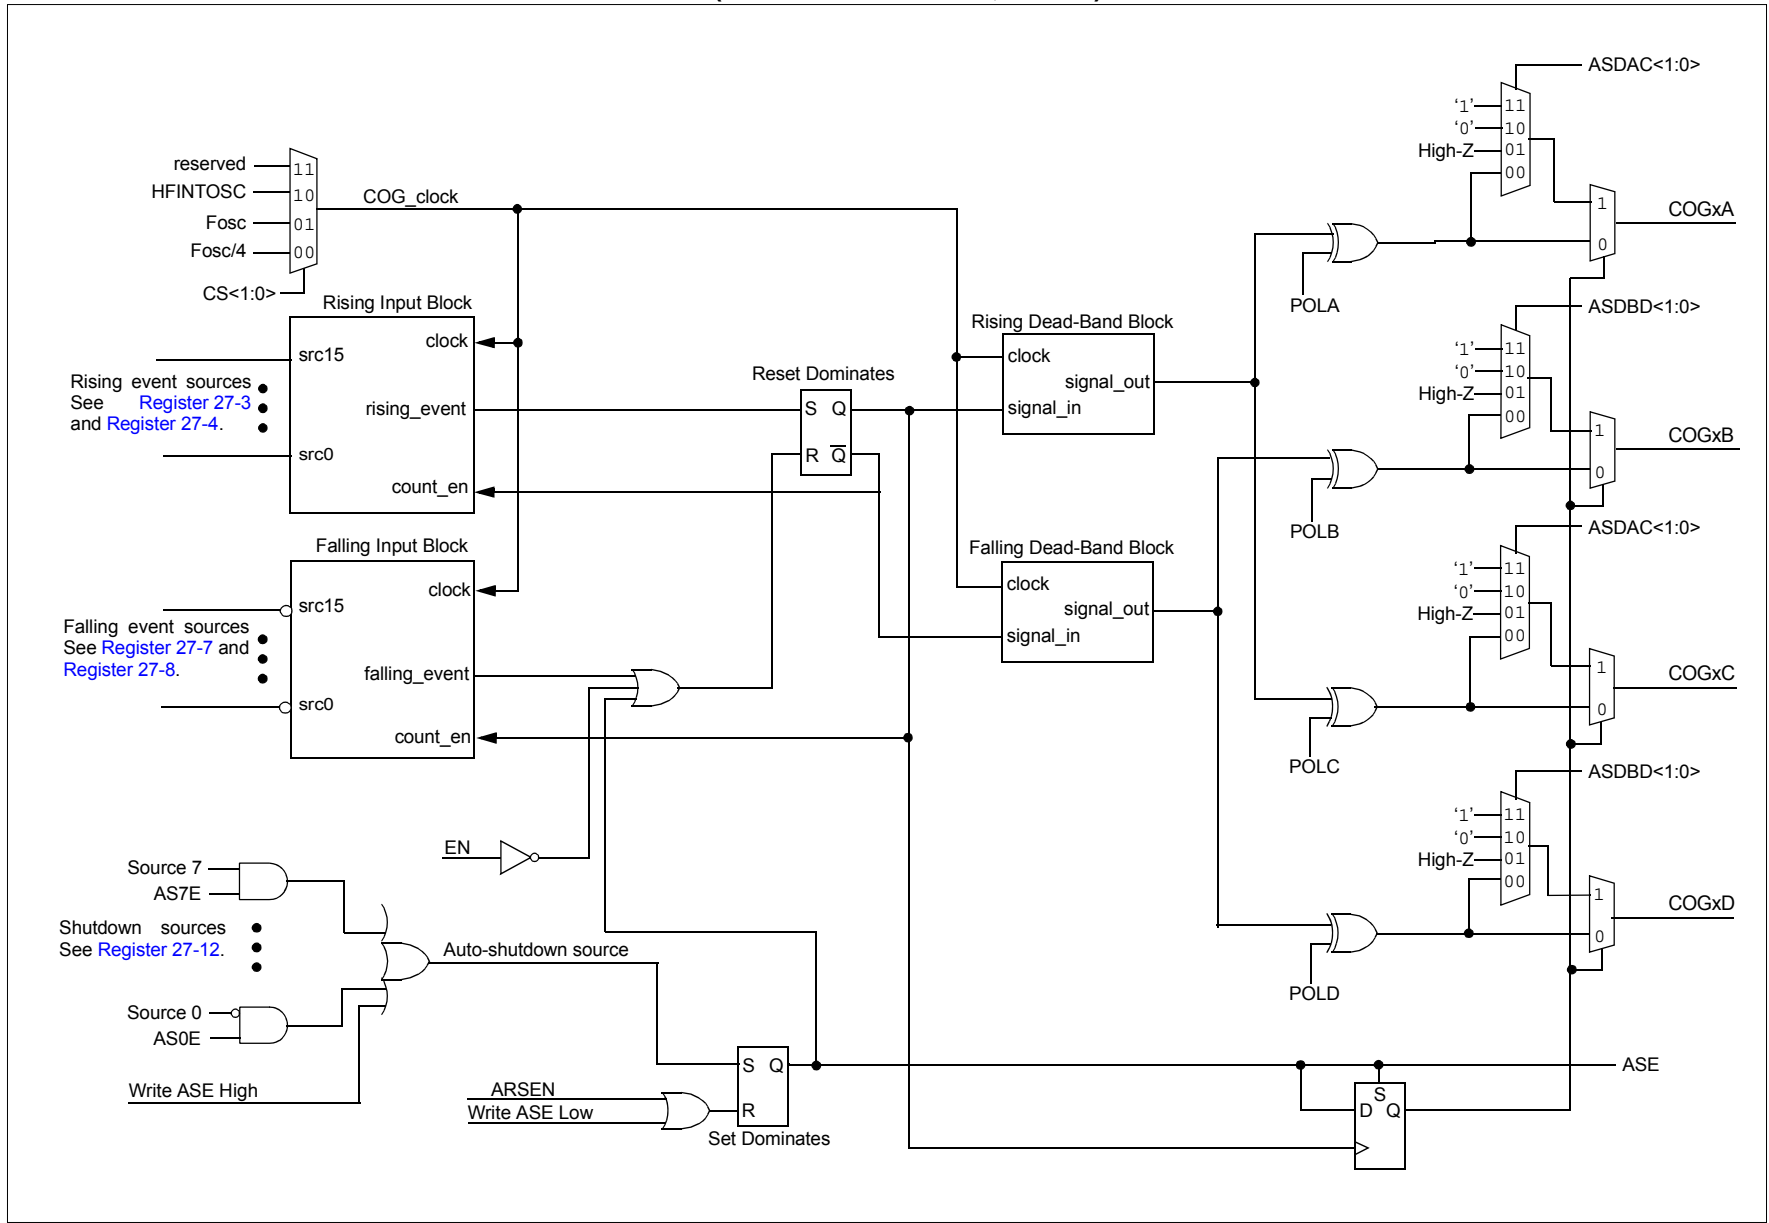 ASDAC<1:0>
‘1’ 11
‘0’ 10
High-Z 01
00
reserved 11
HFINTOSC 10
Fosc 01
Fosc/4 00
CS<1:0>
COG_clock
1
0
COGxA
POLA
Rising Input Block
clock
src15
Rising event sources
See Register 27-3
and Register 27-4.
rising_event
src0
count_en
Reset Dominates
S Q
R Q
Rising Dead-Band Block
clock
signal_out
signal_in
ASDBD<1:0>
‘1’ 11
‘0’ 10
High-Z 01
00
1
0
COGxB
POLB
Falling Input Block
clock
src15
Falling event sources
See Register 27-7 and
Register 27-8.
falling_event
src0
count_en
Falling Dead-Band Block
clock
signal_out
signal_in
ASDAC<1:0>
‘1’ 11
‘0’ 10
High-Z 01
00
1
0
COGxC
POLC
ASDBD<1:0>
‘1’ 11
‘0’ 10
High-Z 01
00
1
0
COGxD
POLD
EN
Source 7
AS7E
Shutdown sources
See Register 27-12.
Source 0
AS0E
Write ASE High
Auto-shutdown source
ARSEN
Write ASE Low
S Q
R
Set Dominates
ASE
S
D Q